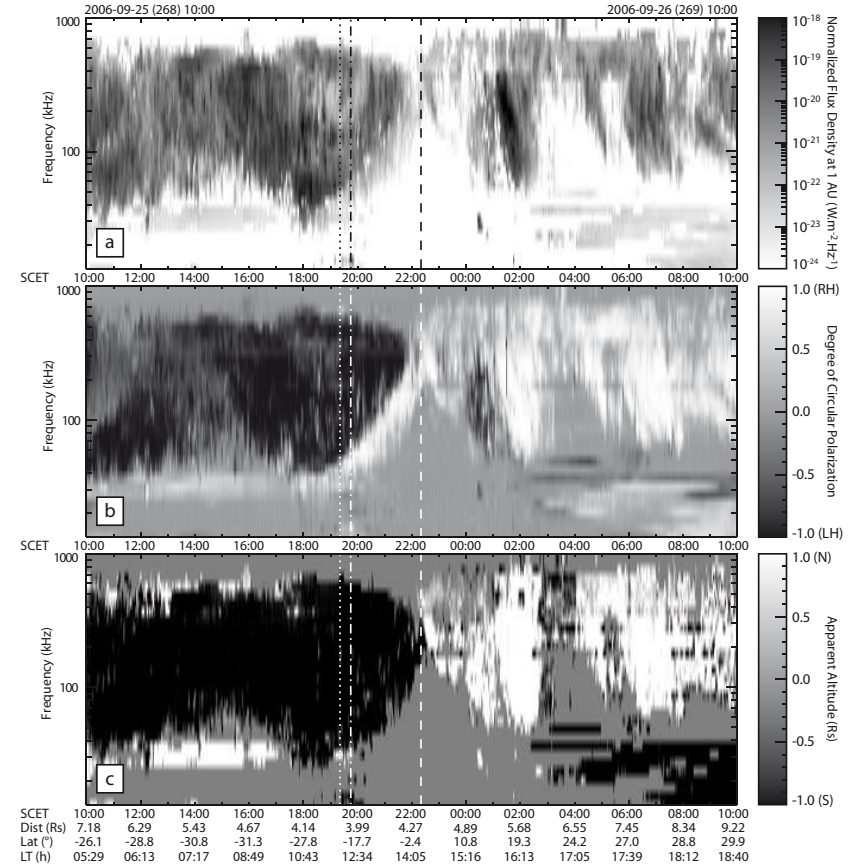 2006-09-25 (268) 10:00 2006-09-26 (269) 10:00
1000
100
Frequency (kHz)
a
10-18
10-19
10-20
10-21
10-22
10-23
10-24
Normalized Flux Density at 1 AU (W.m-2.Hz-1)
SCET 10:00 12:00 14:00 16:00 18:00 20:00 22:00 00:00 02:00 04:00 06:00 08:00 10:00
1000
100
Frequency (kHz)
b
1.0 (RH)
0.5
0.0
-0.5
-1.0 (LH)
Degree of Circular Polarization
SCET 10:00 12:00 14:00 16:00 18:00 20:00 22:00 00:00 02:00 04:00 06:00 08:00 10:00
1000
100
Frequency (kHz)
c
1.0 (N)
0.5
0.0
-0.5
-1.0 (S)
Apparent Altitude (Rs)
SCET 10:00 12:00 14:00 16:00 18:00 20:00 22:00 00:00 02:00 04:00 06:00 08:00 10:00
Dist (Rs) 7.18 6.29 5.43 4.67 4.14 3.99 4.27 4.89 5.68 6.55 7.45 8.34 9.22
Lat (°) -26.1 -28.8 -30.8 -31.3 -27.8 -17.7 -2.4 10.8 19.3 24.2 27.0 28.8 29.9
LT (h) 05:29 06:13 07:17 08:49 10:43 12:34 14:05 15:16 16:13 17:05 17:39 18:12 18:40